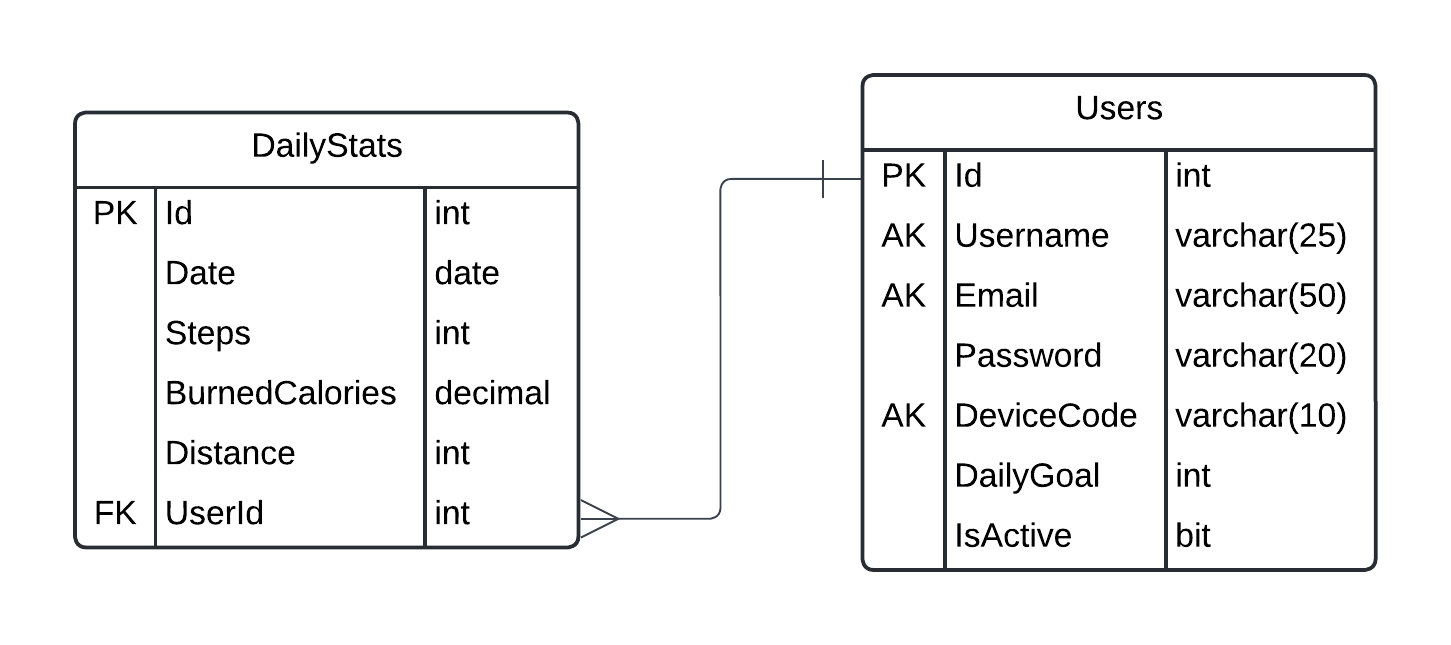 DailyStats
PK Id int
Date date
Steps int
BurnedCalories decimal
Distance int
FK UserId int
Users
PK Id int
AK Username varchar(25)
AK Email varchar(50)
Password varchar(20)
AK DeviceCode varchar(10)
DailyGoal int
IsActive bit